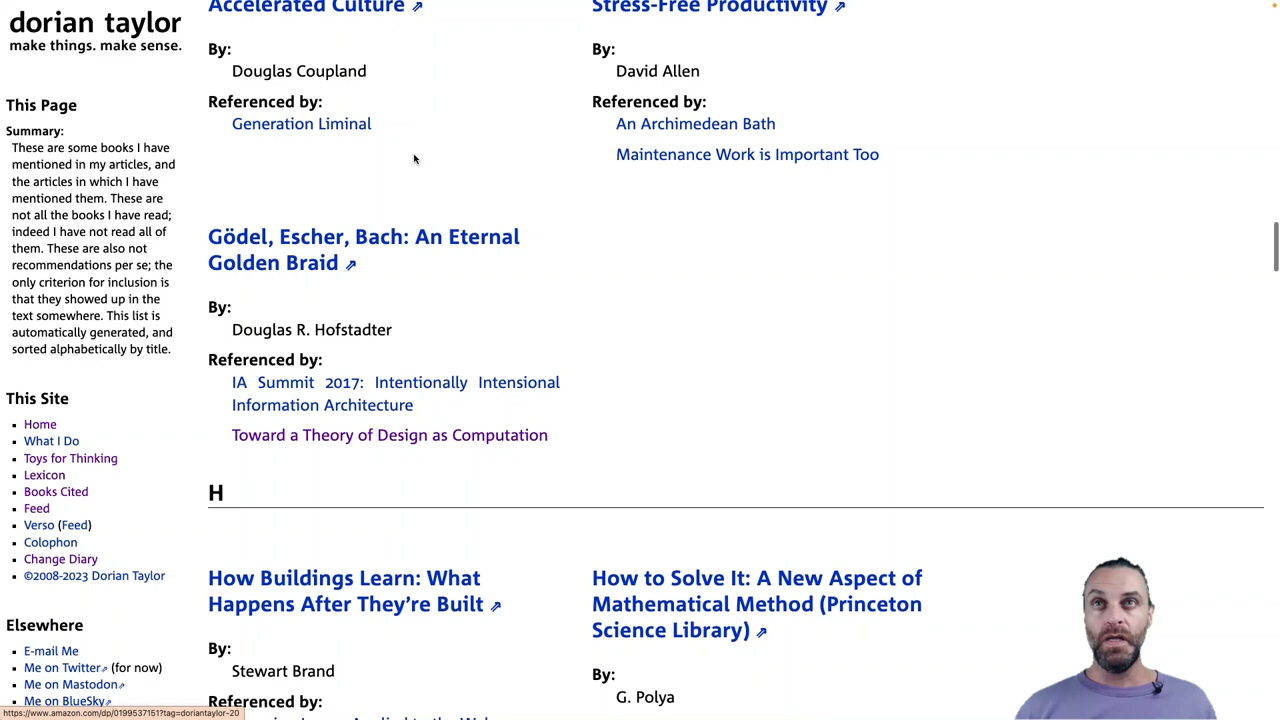 dorian taylor
make things. make sense.
This Page
Summary:
These are some books I have
mentioned in my articles, and
the articles in which I have
mentioned them. These are
not all the books I have read;
indeed I have not read all of
them. These are also not
recommendations per se; the
only criterion for inclusion is
that they showed up in the
text somewhere. This list is
automatically generated, and
sorted alphabetically by title.
This Site
Home
What I Do
Toys for Thinking
Lexicon
Books Cited
Feed
Verso (Feed)
Colophon
Change Diary
©2008-2023 Dorian Taylor
Elsewhere
E-mail Me
Me on Twitter⇗ (for now)
Me on Mastodon⇗
Me on BlueSky⇗
https://www.amazon.com/dp/0199537151?tag=doriantaylor-20
Accelerated Culture ⇗
By:
Douglas Coupland
Referenced by:
Generation Liminal
Stress-Free Productivity ⇗
By:
David Allen
Referenced by:
An Archimedean Bath
Maintenance Work is Important Too
Gödel, Escher, Bach: An Eternal
Golden Braid ⇗
By:
Douglas R. Hofstadter
Referenced by:
IA Summit 2017: Intentionally Intensional
Information Architecture
Toward a Theory of Design as Computation
H
How Buildings Learn: What
Happens After They’re Built ⇗
By:
Stewart Brand
Referenced by:
How to Solve It: A New Aspect of
Mathematical Method (Princeton
Science Library) ⇗
By:
G. Polya